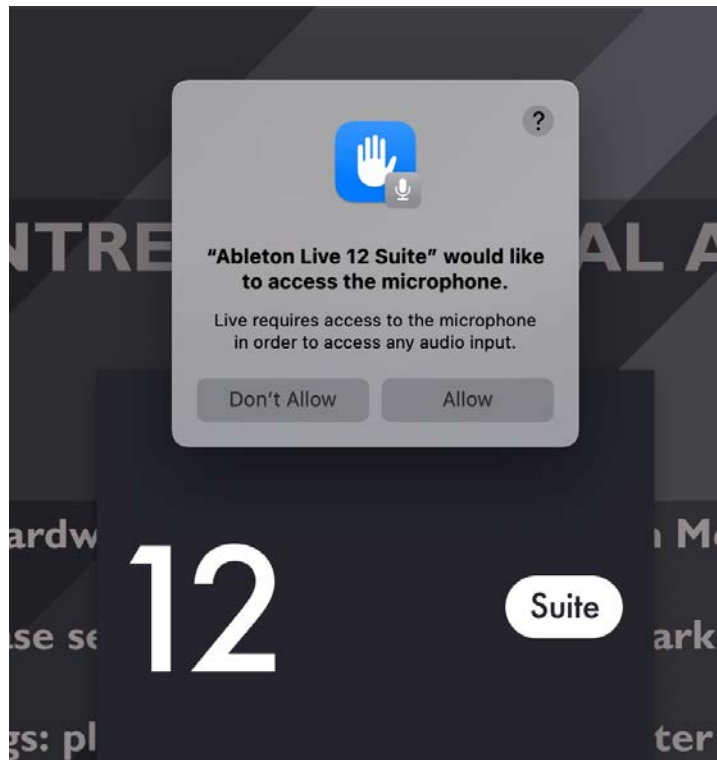 ?
“Ableton Live 12 Suite” would like
to access the microphone.
Live requires access to the microphone
in order to access any audio input.
Don’t Allow
Allow
12
Suite